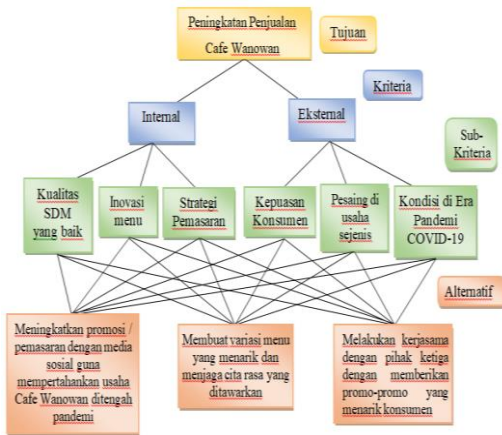 Peningkatan Penjualan
Cafe Wanowan
Tujuan
Kriteria
Internal
Eksternal
Sub-
Kriteria
Kualitas
SDM
yang baik
Inovasi
menu
Strategi
Pemasaran
Kepuasan
Konsumen
Pesaing di
usaha
sejenis
Kondisi di Era
Pandemi
COVID-19
Alternatif
Meningkatkan promosi /
pemasaran dengan media
sosial guna
mempertahankan usaha
Cafe Wanowan ditengah
pandemi
Membuat variasi menu
yang menarik dan
menjaga cita rasa yang
ditawarkan
Melakukan kerjasama
dengan pihak ketiga
dengan memberikan
promo-promo yang
menarik konsumen